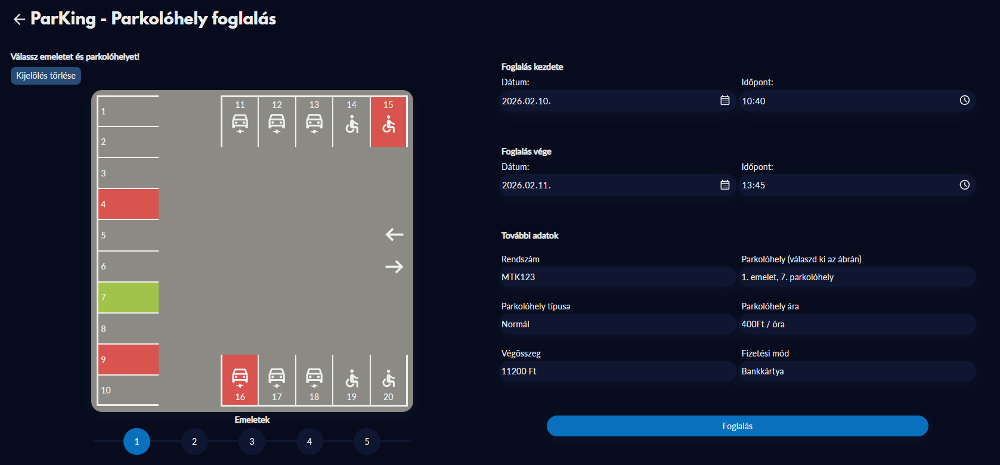 ParKing - Parkolóhely foglalás
Válassz emeletet és parkolóhelyet!
Kijelölés törlése
1
2
3
4
5
6
7
8
9
10
11 12 13 14 15
16 17 18 19 20
Emeletek
1 2 3 4 5
Foglalás kezdete
Dátum: Időpont:
2026.02.10. 10:40
Foglalás vége
Dátum: Időpont:
2026.02.11. 13:45
További adatok
Rendszám Parkolóhely (válaszd ki az ábrán)
MTK123 1. emelet, 7. parkolóhely
Parkolóhely típusa Parkolóhely ára
Normál 400Ft / óra
Végösszeg Fizetési mód
11200 Ft Bankkártya
Foglalás